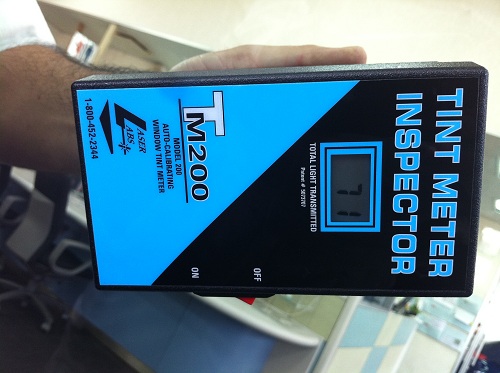 TINT METER
INSPECTOR
TOTAL LIGHT TRANSMITTED
Patent #
OFF
ON
TM200
MODEL 200
AUTO-CALIBRATING
WINDOW TINT METER
LASER
LABS
1-800-452-2344